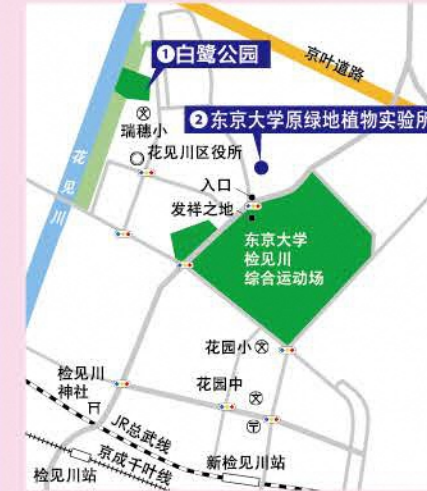 ❶白鹭公园
京叶道路
瑞穗小
❷东京大学原绿地植物实验所
花见川
花见川区役所
入口
发祥之地
东京大学
检见川
综合运动场
花园小
检见川
神社
花园中
JR总武线
京成千叶线
新检见川站
检见川站